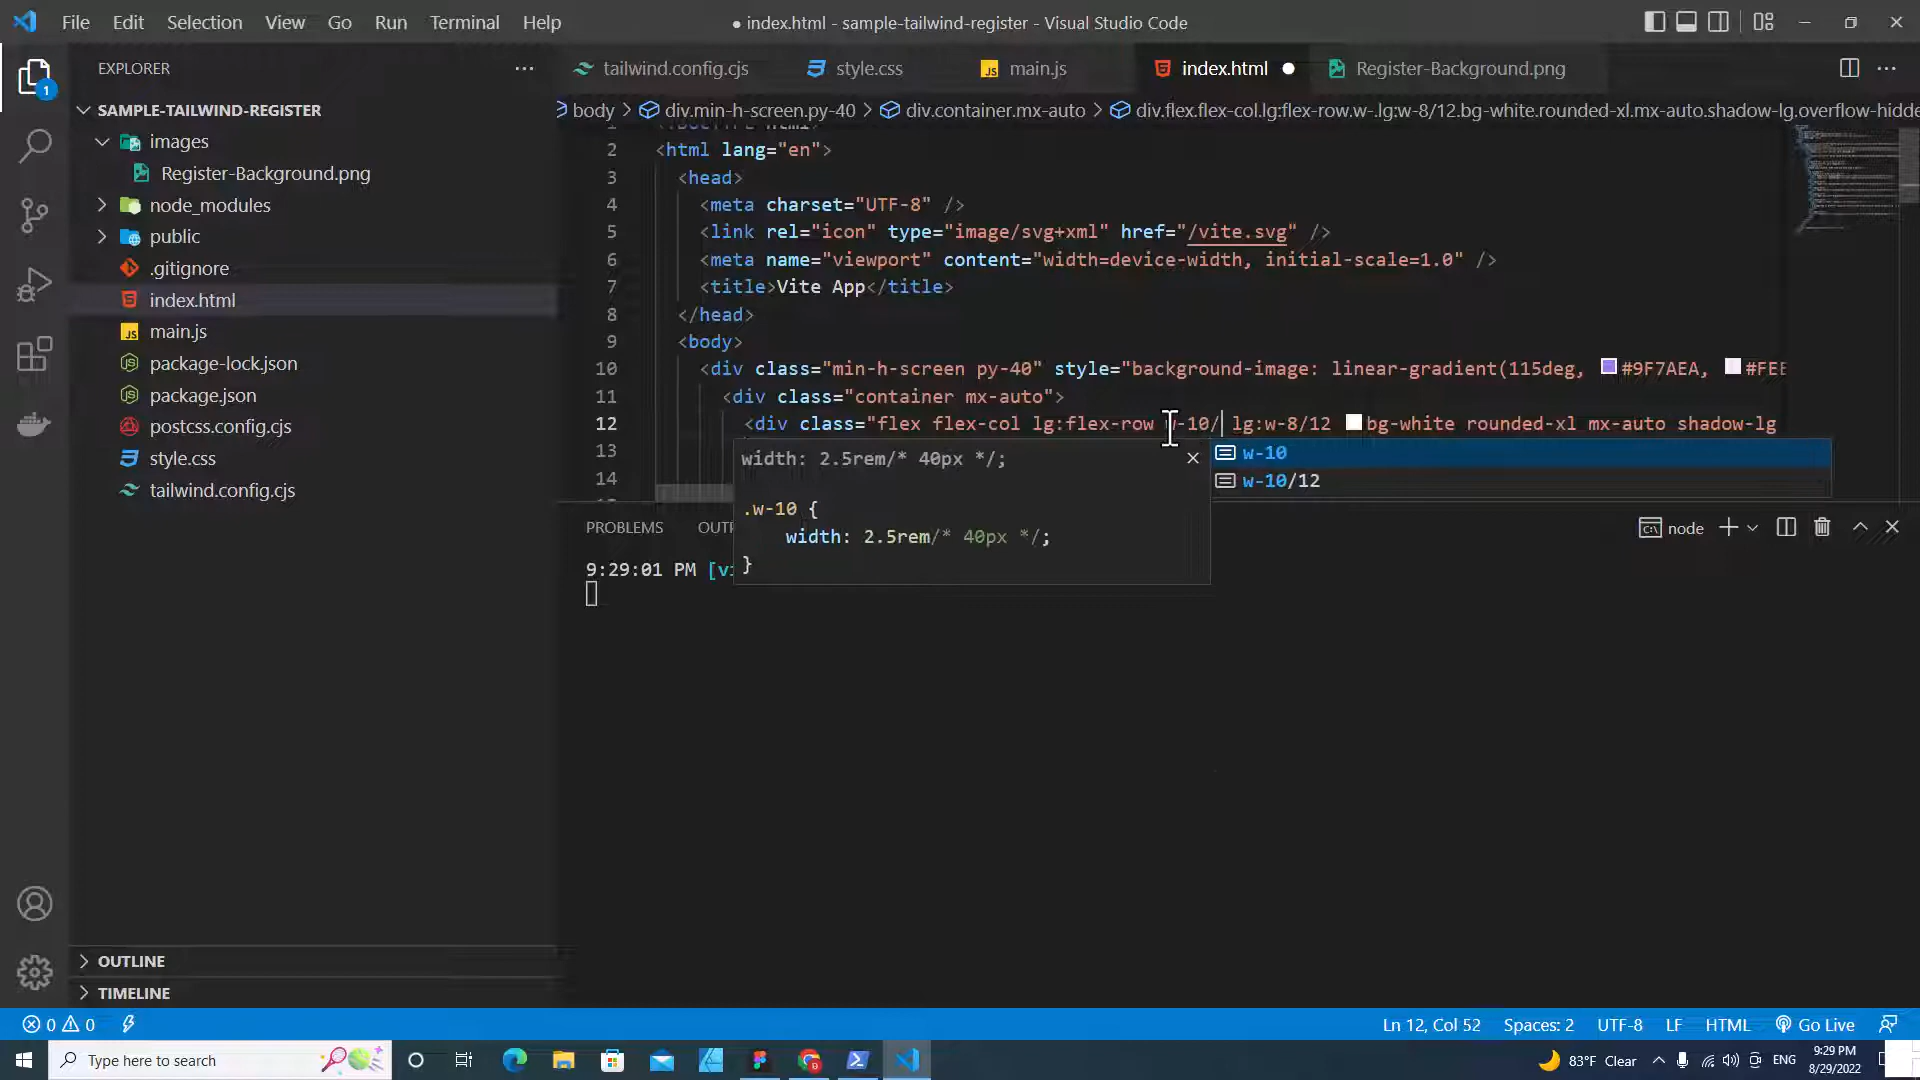 File Edit Selection View Go Run Terminal Help
● index.html - sample-tailwind-register - Visual Studio Code
EXPLORER
SAMPLE-TAILWIND-REGISTER
images
Register-Background.png
node_modules
public
.gitignore
index.html
main.js
package-lock.json
package.json
postcss.config.cjs
style.css
tailwind.config.cjs
OUTLINE
TIMELINE
1
tailwind.config.cjs style.css main.js index.html Register-Background.png
body > div.min-h-screen.py-40 > div.container.mx-auto > div.flex.flex-col.lg:flex-row.w-.lg:w-8/12.bg-white.rounded-xl.mx-auto.shadow-lg.overflow-hidde
2 <html lang="en">
3 <head>
4 <meta charset="UTF-8" />
5 <link rel="icon" type="image/svg+xml" href="/vite.svg" />
6 <meta name="viewport" content="width=device-width, initial-scale=1.0" />
7 <title>Vite App</title>
8 </head>
9 <body>
10 <div class="min-h-screen py-40" style="background-image: linear-gradient(115deg, #9F7AEA, #FEE
11 <div class="container mx-auto">
12 <div class="flex flex-col lg:flex-row w-10/ lg:w-8/12 bg-white rounded-xl mx-auto shadow-lg
13
14
width: 2.5rem/* 40px */;
.w-10 {
width: 2.5rem/* 40px */;
}
w-10
w-10/12
PROBLEMS
node
9:29:01 PM
0 0
Ln 12, Col 52 Spaces: 2 UTF-8 LF HTML Go Live
Type here to search
83°F Clear
ENG
9:29 PM
8/29/2022